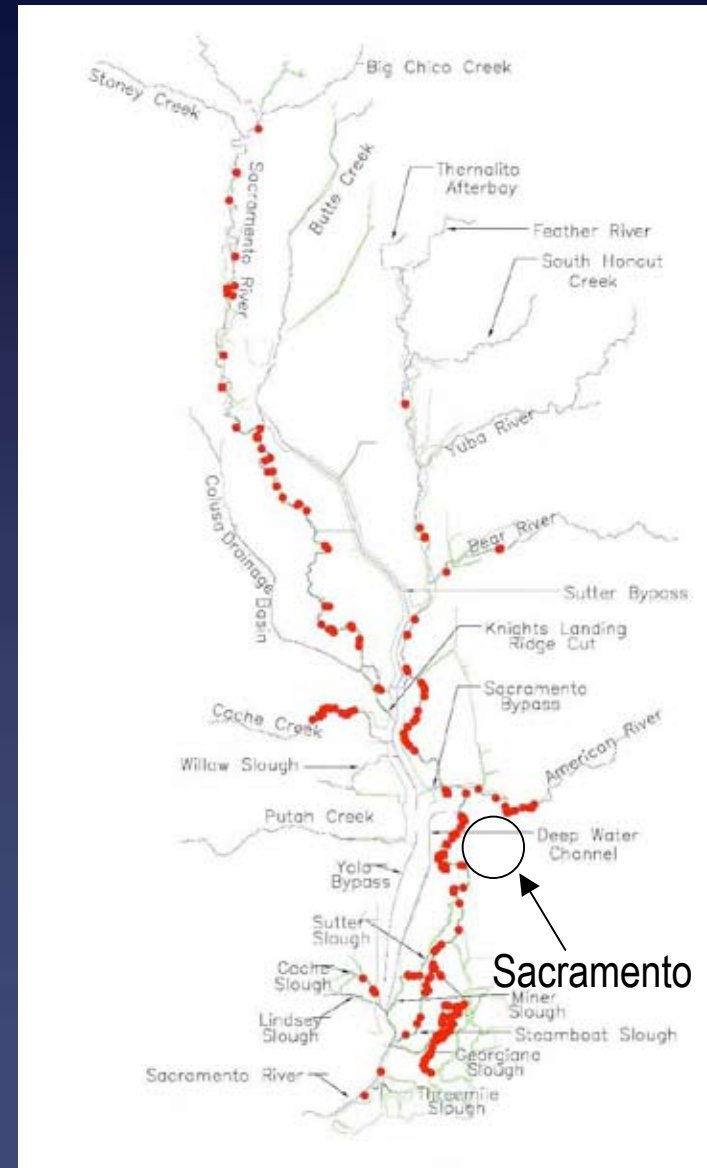 Big Chico Creek
Stoney Creek
Sacramento River
Butte Creek
Thernalito
Afterbay
Feather River
South Honcut
Creek
Yuba River
Colusa Drainage
Basin
Bear River
Sutter Bypass
Knights Landing
Ridge Cut
Sacramento
Bypass
Cache Creek
American River
Willow Slough
Putah Creek
Deep Water
Channel
Yolo
Bypass
Sutter
Slough
Cache
Slough
Sacramento
Miner
Slough
Lindsey
Slough
Steamboat Slough
Georgiana
Slough
Sacramento River
Threemile
Slough